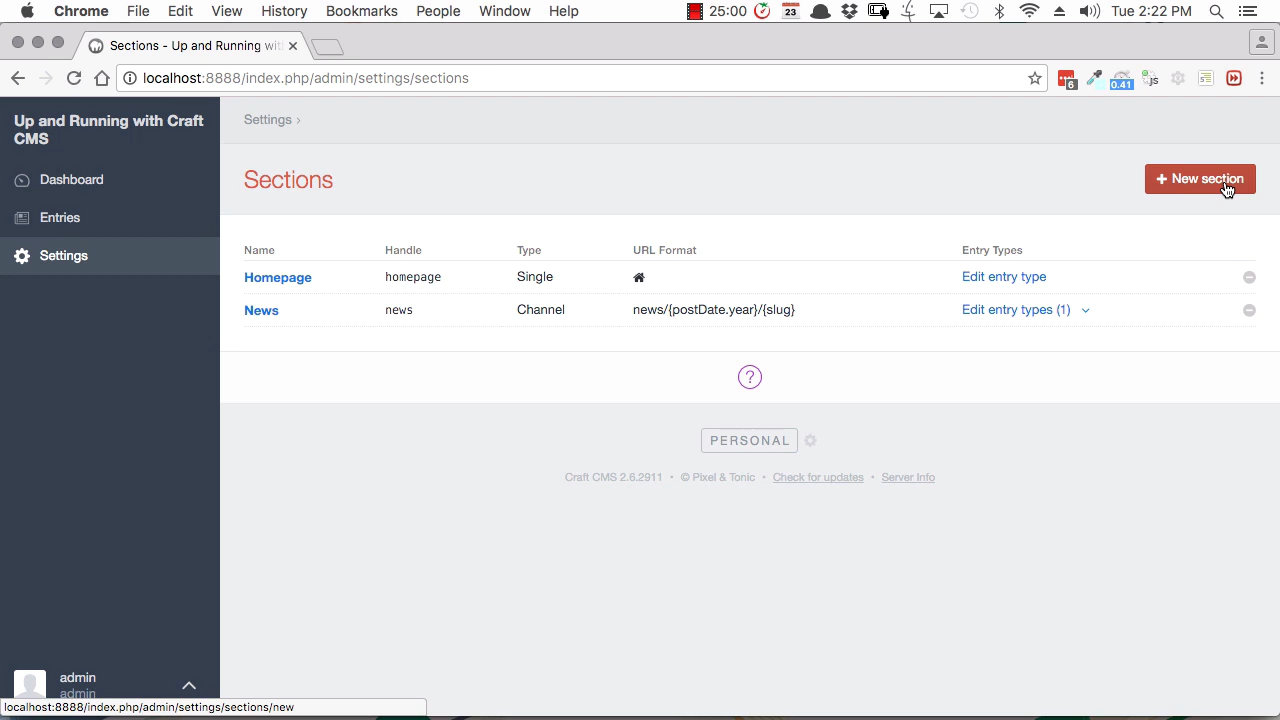 Chrome File Edit View History Bookmarks People Window Help 25:00 23 Tue 2:22 PM
Sections - Up and Running wit
localhost:8888/index.php/admin/settings/sections 6 0.41 JS
Up and Running with Craft
CMS
Settings ›
Sections
+ New section
Dashboard
Entries
Settings
Name Handle Type URL Format Entry Types
Homepage homepage Single Edit entry type
News news Channel news/{postDate.year}/{slug} Edit entry types (1)
?
PERSONAL
Craft CMS 2.6.2911 • © Pixel & Tonic • Check for updates • Server Info
admin
admin
localhost:8888/index.php/admin/settings/sections/new